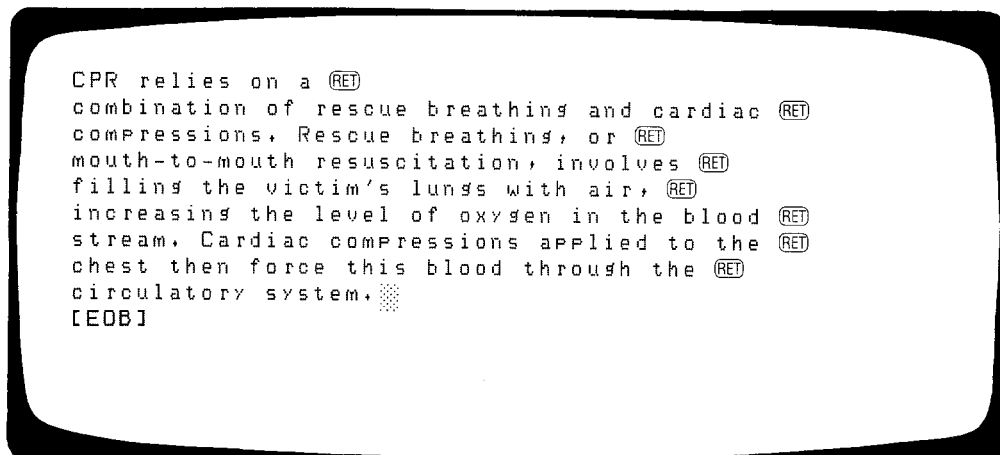 CPR relies on a RET
combination of rescue breathing and cardiac RET
compressions. Rescue breathing, or RET
mouth-to-mouth resuscitation, involves RET
filling the victim's lungs with air, RET
increasing the level of oxygen in the blood RET
stream. Cardiac compressions applied to the RET
chest then force this blood through the RET
circulatory system.
[EOB]